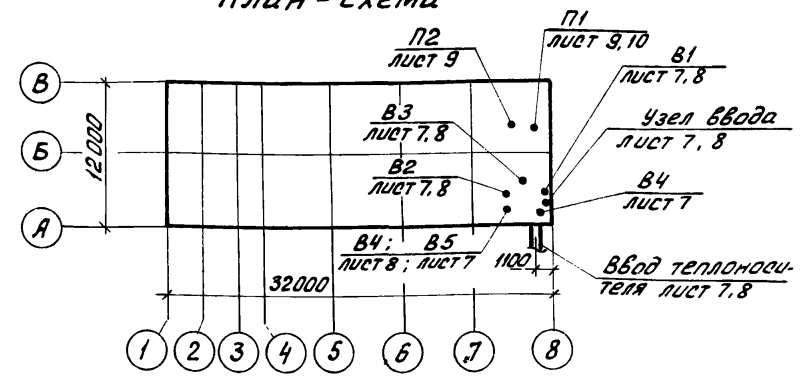 План-схема
П2
лист 9
П1
лист 9,10
В1
лист 7,8
В3
лист 7,8
Узел ввода
лист 7, 8
В2
лист 7,8
В4
лист 7
В4; В5
лист 8; лист 7
1100
Ввод теплоноси-
теля лист 7,8
В
Б
А
12000
32000
1 2 3 4 5 6 7 8